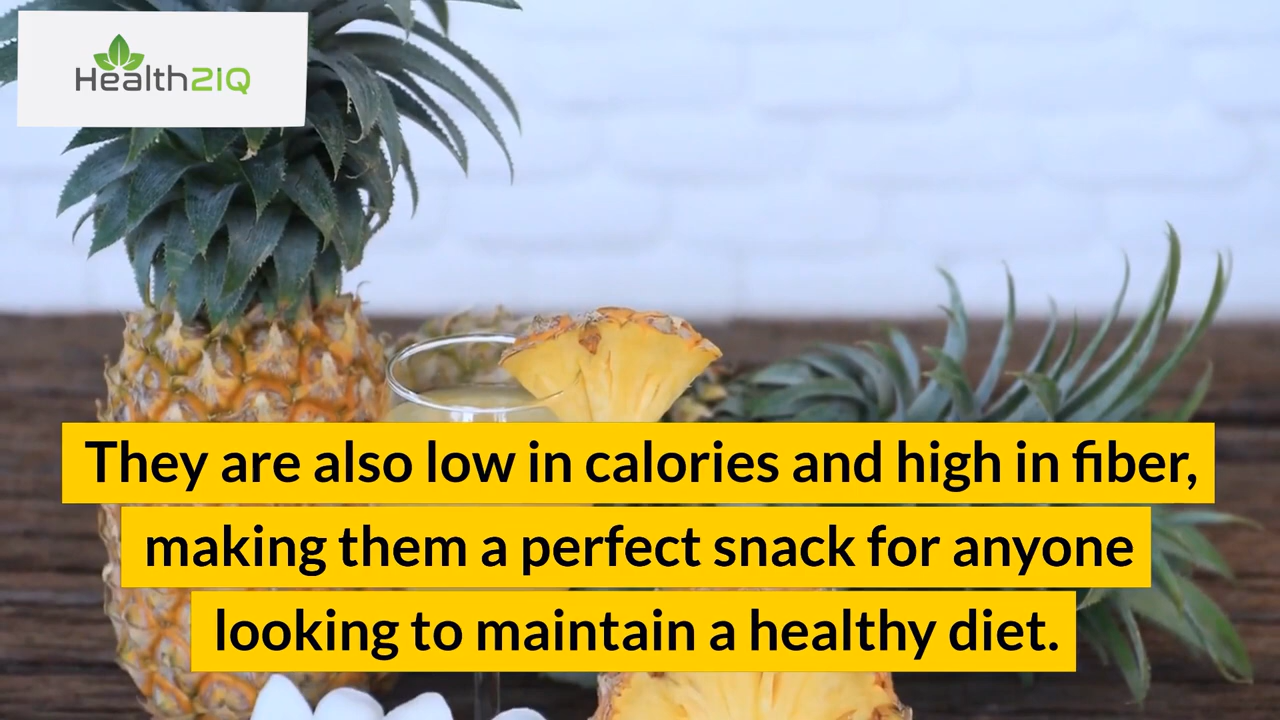 Health2iQ
They are also low in calories and high in fiber,
making them a perfect snack for anyone
looking to maintain a healthy diet.